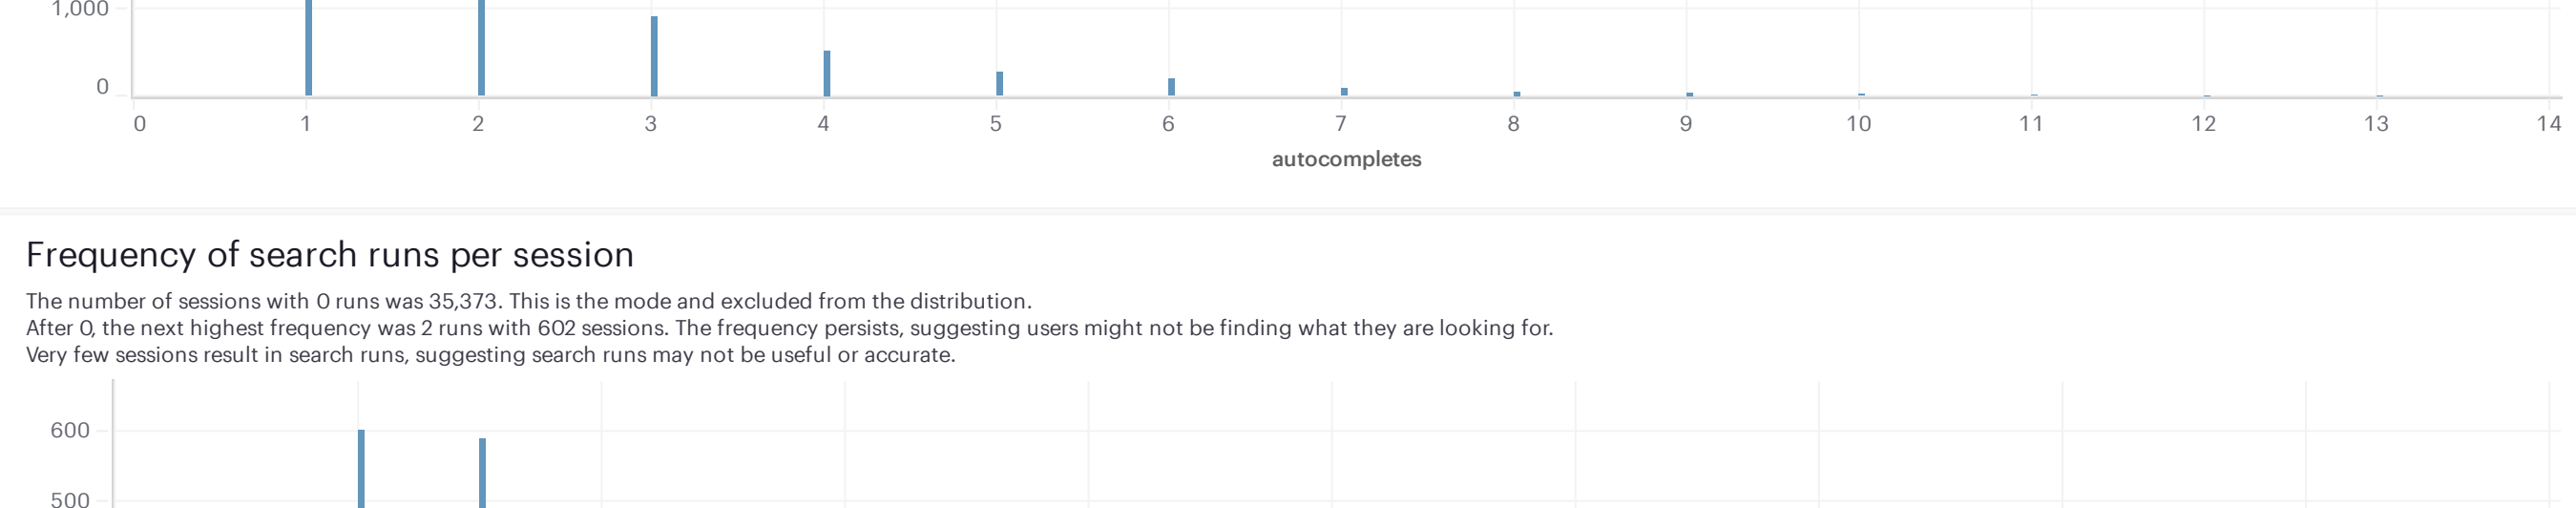 1,000
0
0 1 2 3 4 5 6 7 8 9 10 11 12 13 14
autocompletes
Frequency of search runs per session
The number of sessions with 0 runs was 35,373. This is the mode and excluded from the distribution.
After 0, the next highest frequency was 2 runs with 602 sessions. The frequency persists, suggesting users might not be finding what they are looking for.
Very few sessions result in search runs, suggesting search runs may not be useful or accurate.
600
500